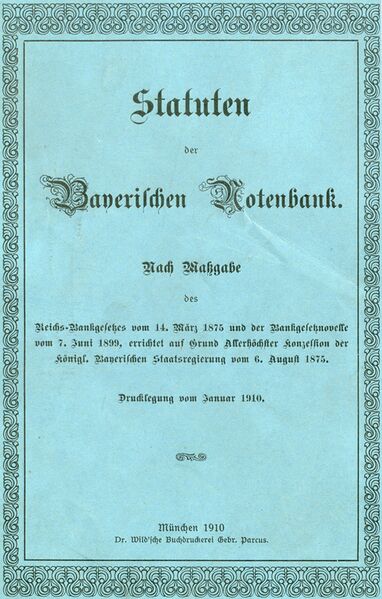 Statuten
der
Bayerischen Notenbank.
Nach Maßgabe
des
Reichs-Bankgesetzes vom 14. März 1875 und der Bankgesetznovelle
vom 7. Juni 1899, errichtet auf Grund Allerhöchster Konzession der
Königl. Bayerischen Staatsregierung vom 6. August 1875.
Drucklegung vom Januar 1910.
München 1910
Dr. Wild'sche Buchdruckerei Gebr. Parcus.